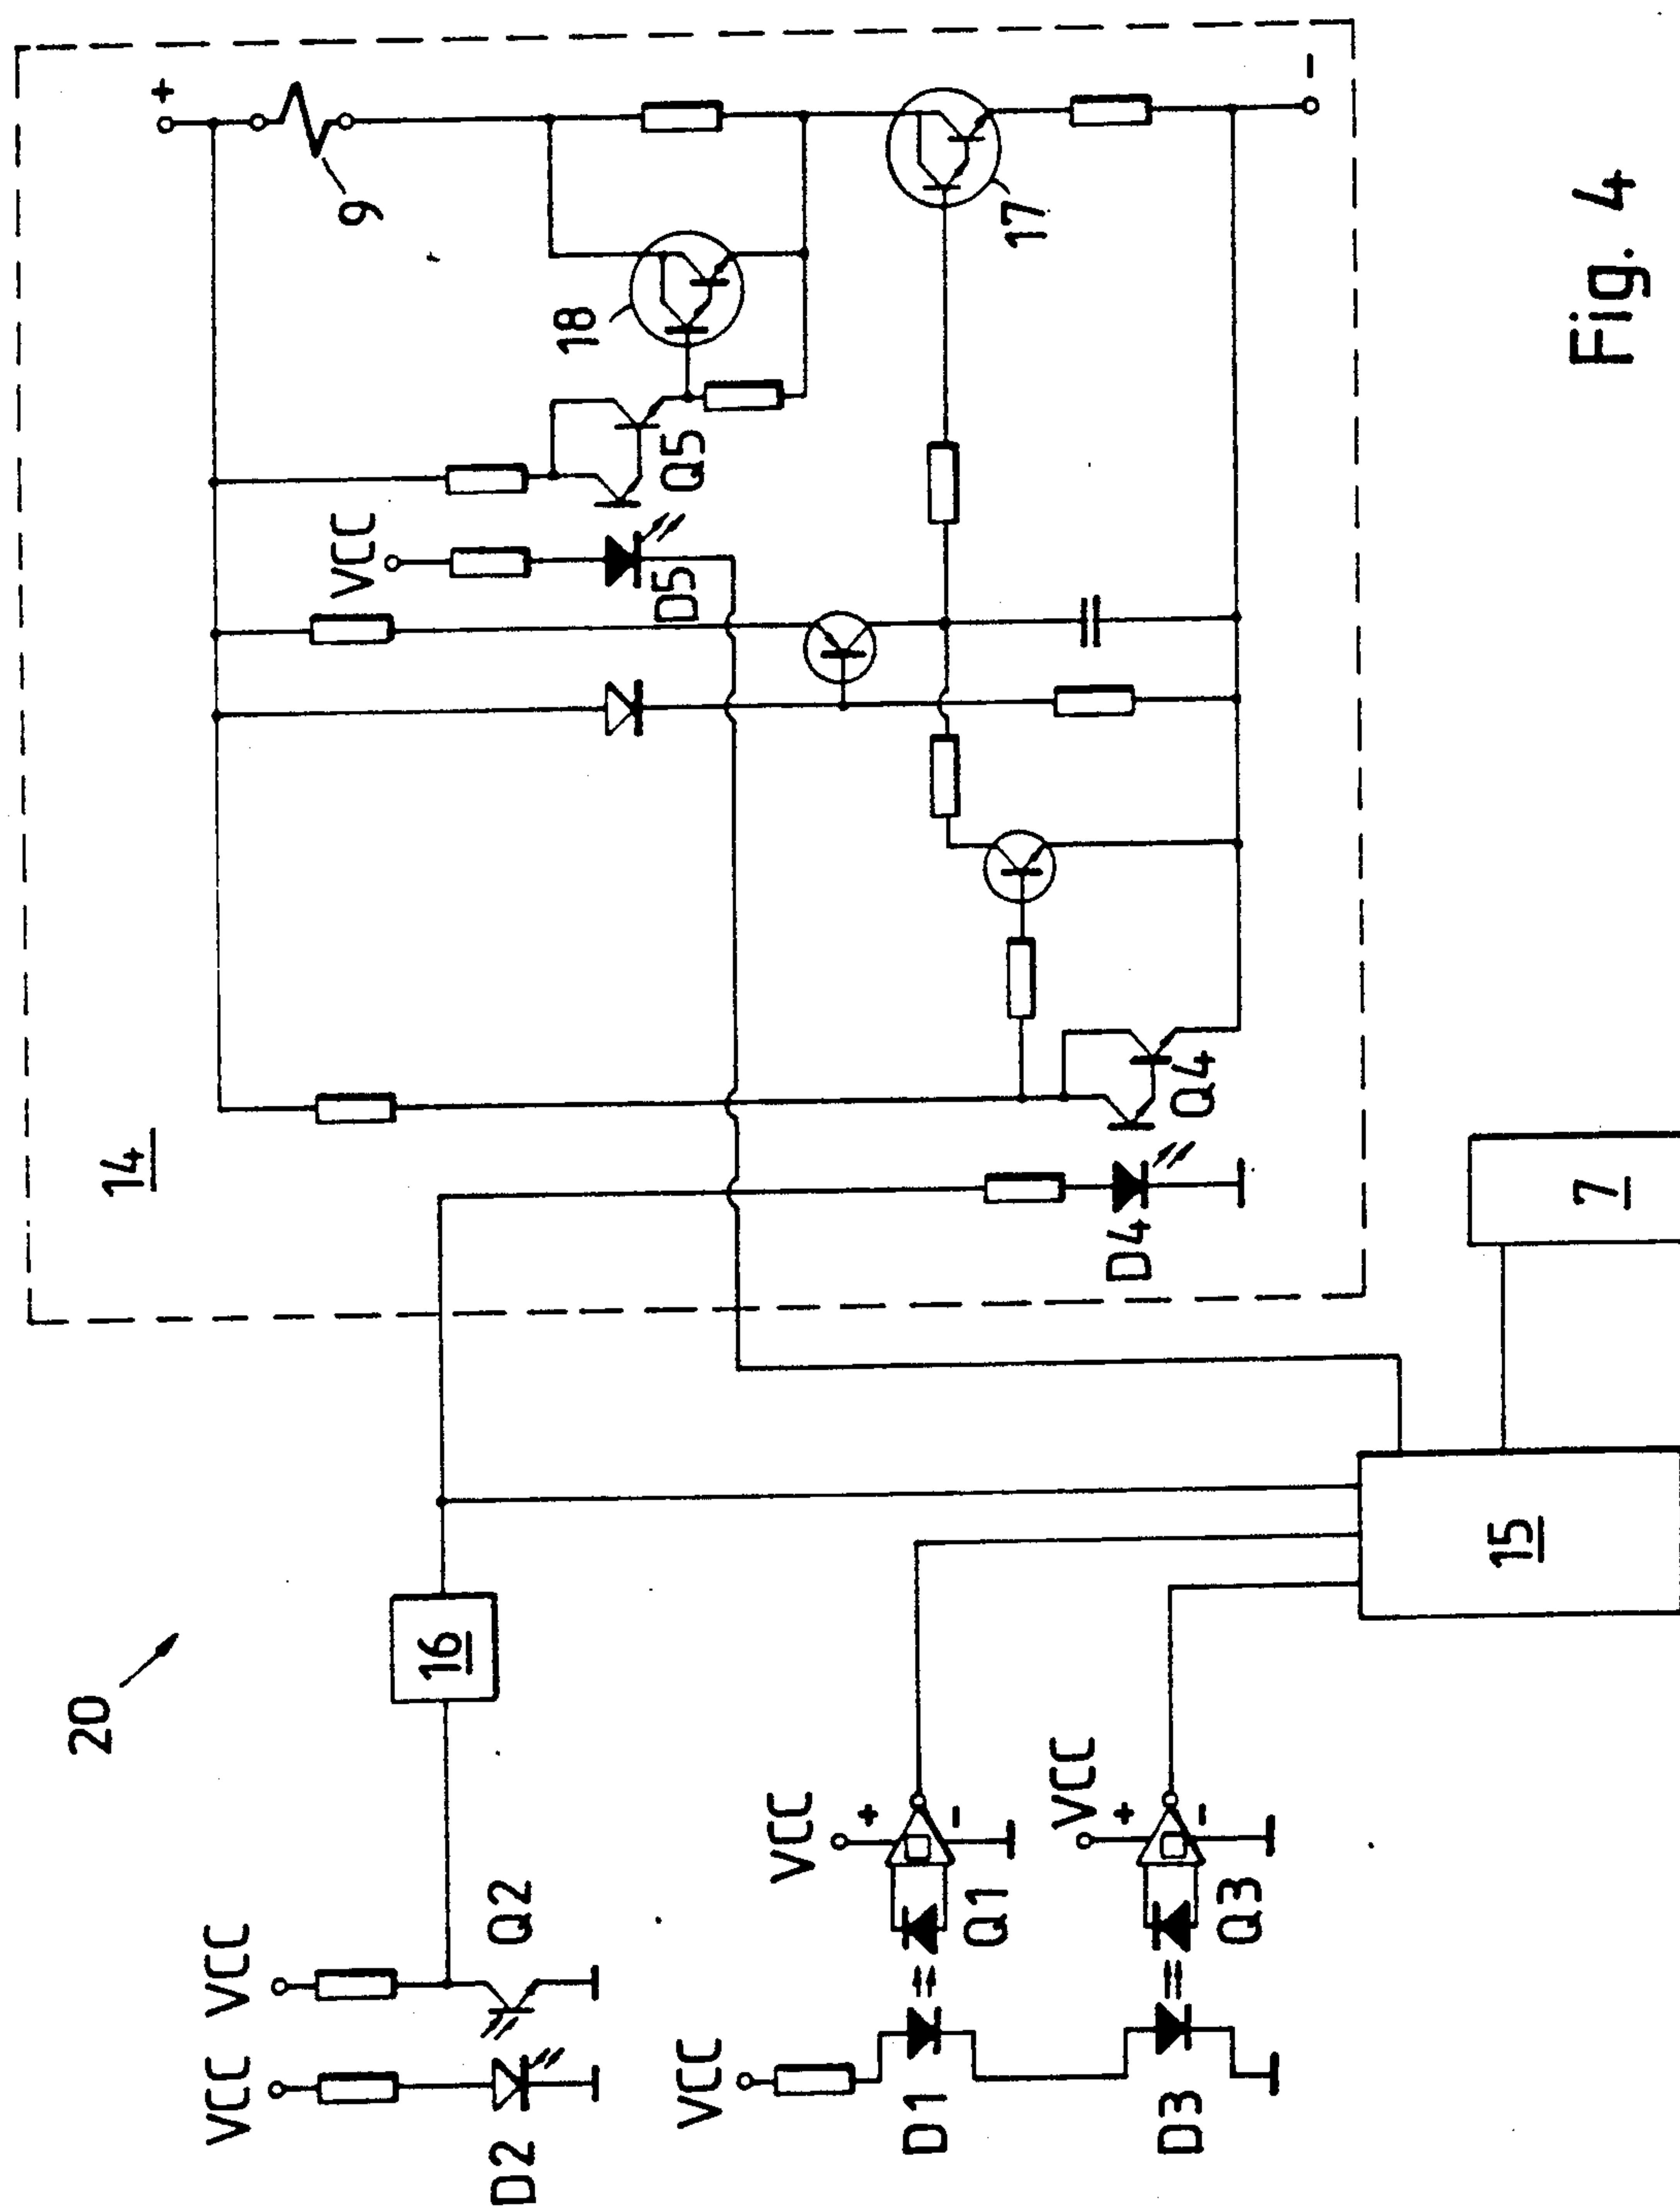 20
14
+
9
18
VCC
Q5
D5
17
-
16
Q4
D4
VCC
VCC
Q2
D2
VCC
VCC
+
-
Q1
D1
VCC
+
-
Q3
D3
15
7
Fig. 4